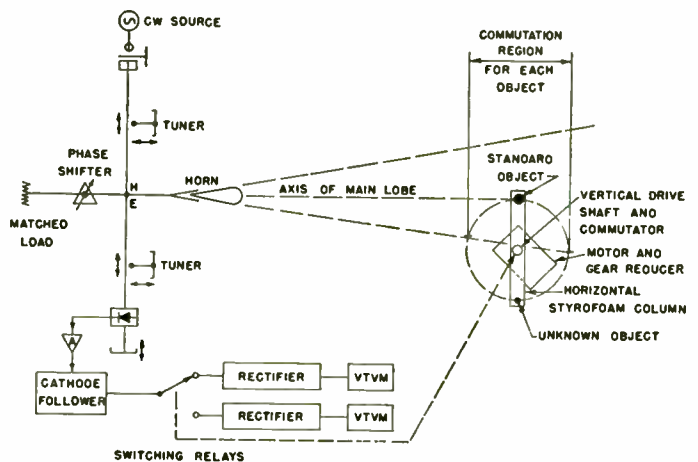 CW SOURCE
COMMUTATION
REGION
FOR EACH
OBJECT
TUNER
PHASE
SHIFTER
H
E
HORN
AXIS OF MAIN LOBE
STANDARD
OBJECT
MATCHED
LOAD
VERTICAL DRIVE
SHAFT AND
COMMUTATOR
MOTOR AND
GEAR REDUCER
TUNER
HORIZONTAL
STYROFOAM COLUMN
UNKNOWN OBJECT
A
CATHODE
FOLLOWER
RECTIFIER
VTVM
RECTIFIER
VTVM
SWITCHING RELAYS